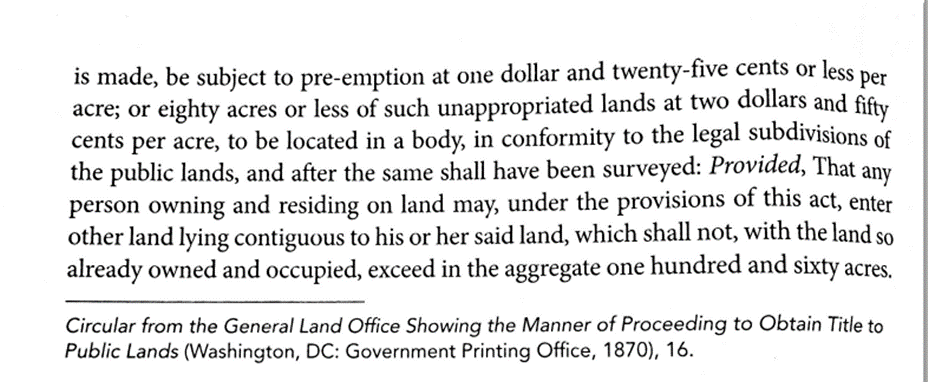 is made, be subject to pre-emption at one dollar and twenty-five cents or less per
acre; or eighty acres or less of such unappropriated lands at two dollars and fifty
cents per acre, to be located in a body, in conformity to the legal subdivisions of
the public lands, and after the same shall have been surveyed: Provided, That any
person owning and residing on land may, under the provisions of this act, enter
other land lying contiguous to his or her said land, which shall not, with the land so
already owned and occupied, exceed in the aggregate one hundred and sixty acres.
Circular from the General Land Office Showing the Manner of Proceeding to Obtain Title to
Public Lands (Washington, DC: Government Printing Office, 1870), 16.